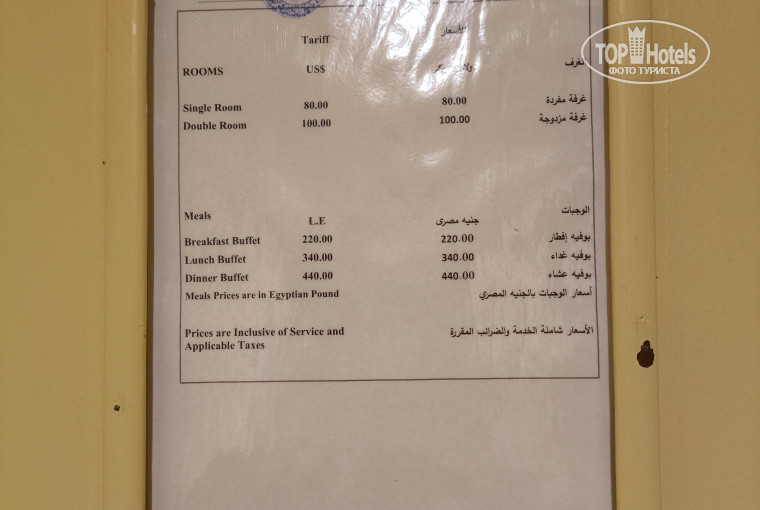 Tariff الأسعار
ROOMS US$ غرف
Single Room 80.00 80.00 غرفة مفردة
Double Room 100.00 100.00 غرفة مزدوجة
Meals L.E جنيه مصرى الوجبات
Breakfast Buffet 220.00 220.00 بوفيه إفطار
Lunch Buffet 340.00 340.00 بوفيه غداء
Dinner Buffet 440.00 440.00 بوفيه عشاء
Meals Prices are in Egyptian Pound أسعار الوجبات بالجنيه المصري
Prices are Inclusive of Service and الأسعار شاملة الخدمة والضرائب المقررة
Applicable Taxes
TOP Hotels
ФОТО ТУРИСТА